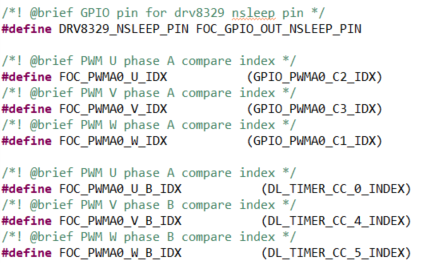 /*! @brief GPIO pin for drv8329 nsleep pin */
#define DRV8329_NSLEEP_PIN FOC_GPIO_OUT_NSLEEP_PIN
/*! @brief PWM U phase A compare index */
#define FOC_PWMA0_U_IDX (GPIO_PWMA0_C2_IDX)
/*! @brief PWM V phase A compare index */
#define FOC_PWMA0_V_IDX (GPIO_PWMA0_C3_IDX)
/*! @brief PWM W phase A compare index */
#define FOC_PWMA0_W_IDX (GPIO_PWMA0_C1_IDX)
/*! @brief PWM U phase A compare index */
#define FOC_PWMA0_U_B_IDX (DL_TIMER_CC_0_INDEX)
/*! @brief PWM V phase B compare index */
#define FOC_PWMA0_V_B_IDX (DL_TIMER_CC_4_INDEX)
/*! @brief PWM W phase B compare index */
#define FOC_PWMA0_W_B_IDX (DL_TIMER_CC_5_INDEX)